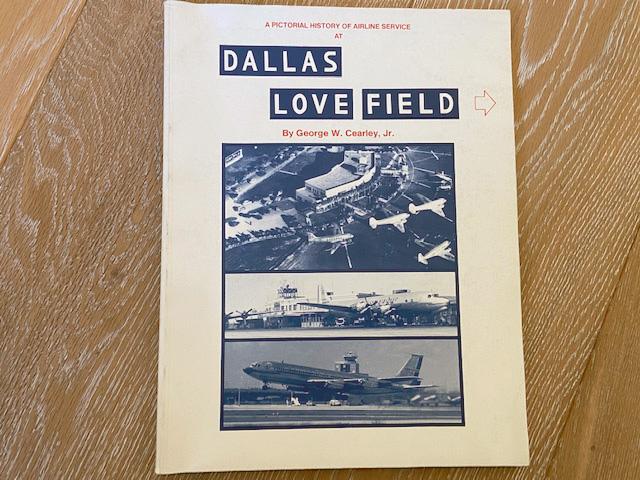 A PICTORIAL HISTORY OF AIRLINE SERVICE
AT
DALLAS
LOVE FIELD
By George W. Cearley, Jr.